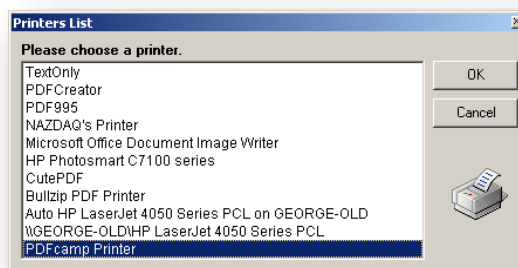 Printers List
Please choose a printer.
TextOnly
PDFCreator
PDF995
NAZDAQ's Printer
Microsoft Office Document Image Writer
HP Photosmart C7100 series
CutePDF
Bullzip PDF Printer
Auto HP LaserJet 4050 Series PCL on GEORGE-OLD
\\GEORGE-OLD\HP LaserJet 4050 Series PCL
PDFcamp Printer
OK
Cancel